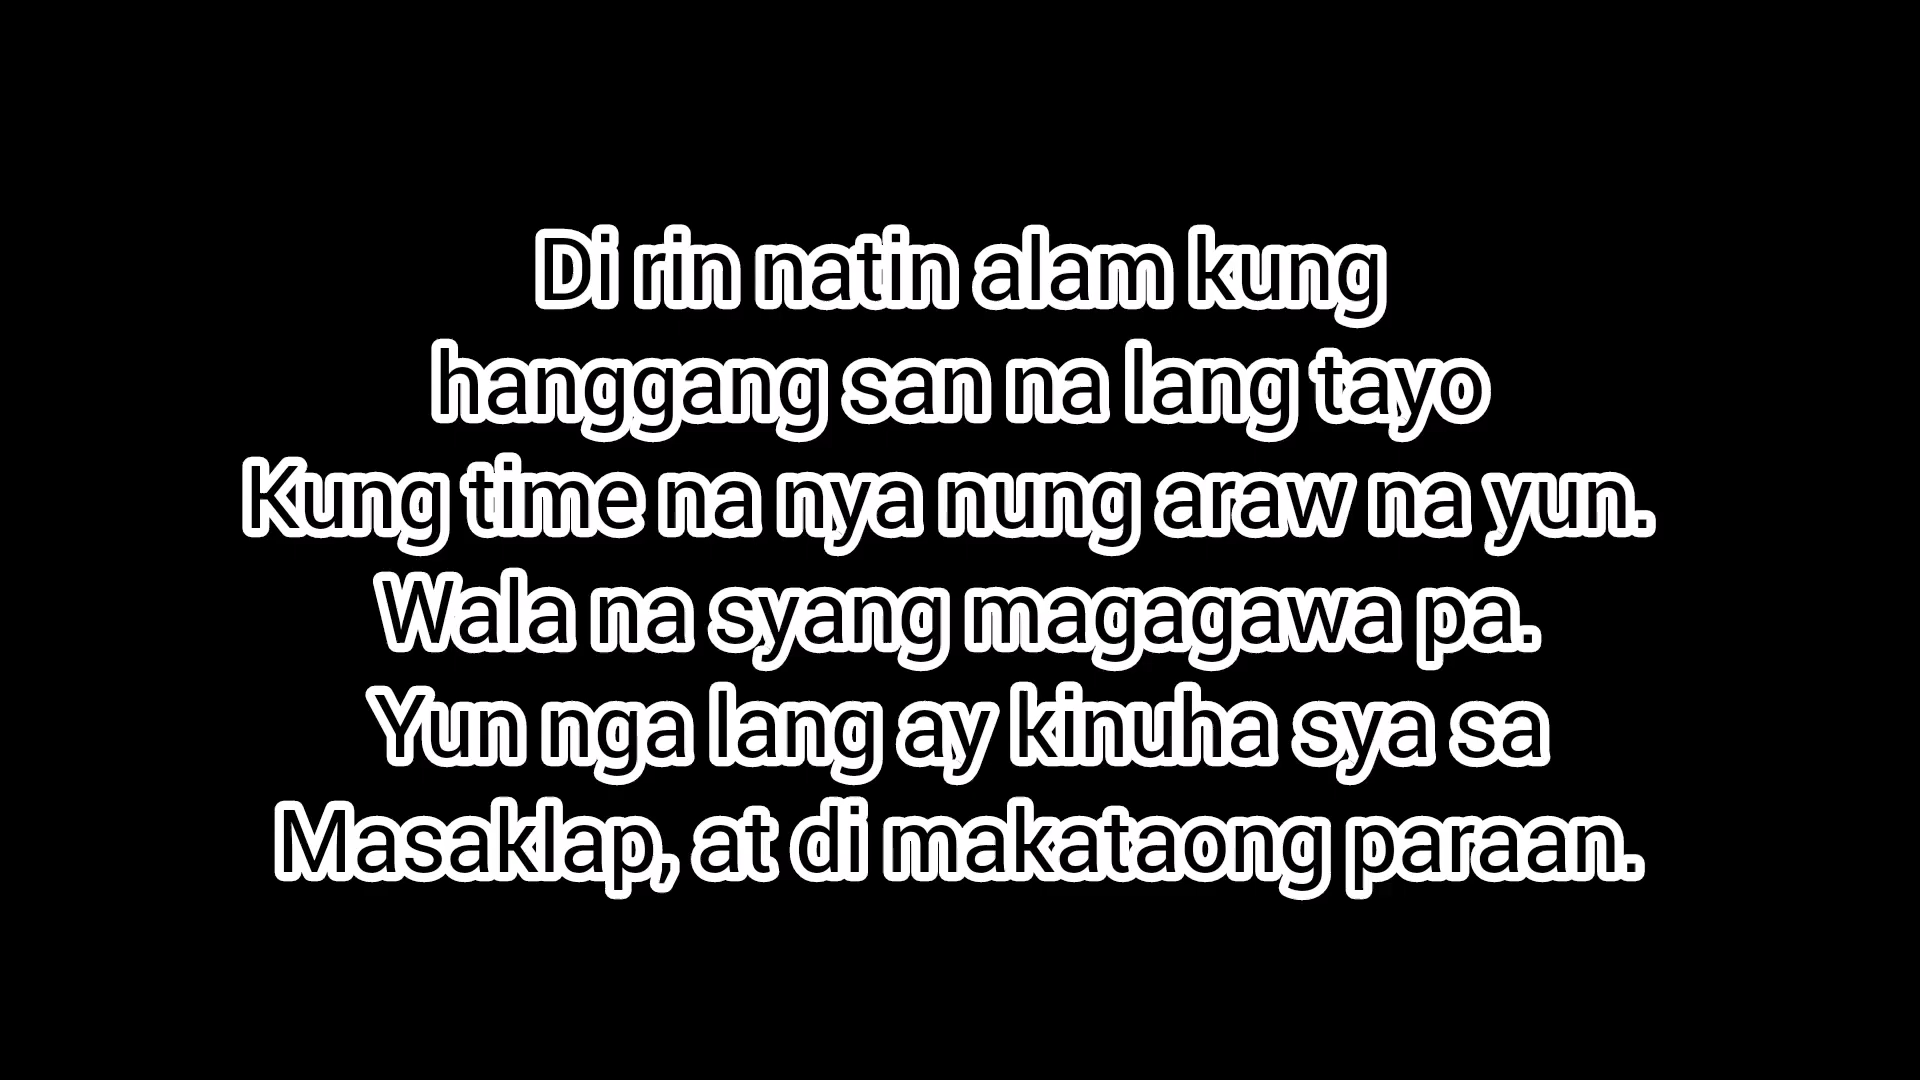 Di rin natin alam kung
hanggang san na lang tayo
Kung time na nya nung araw na yun.
Wala na syang magagawa pa.
Yun nga lang ay kinuha sya sa
Masaklap, at di makataong paraan.